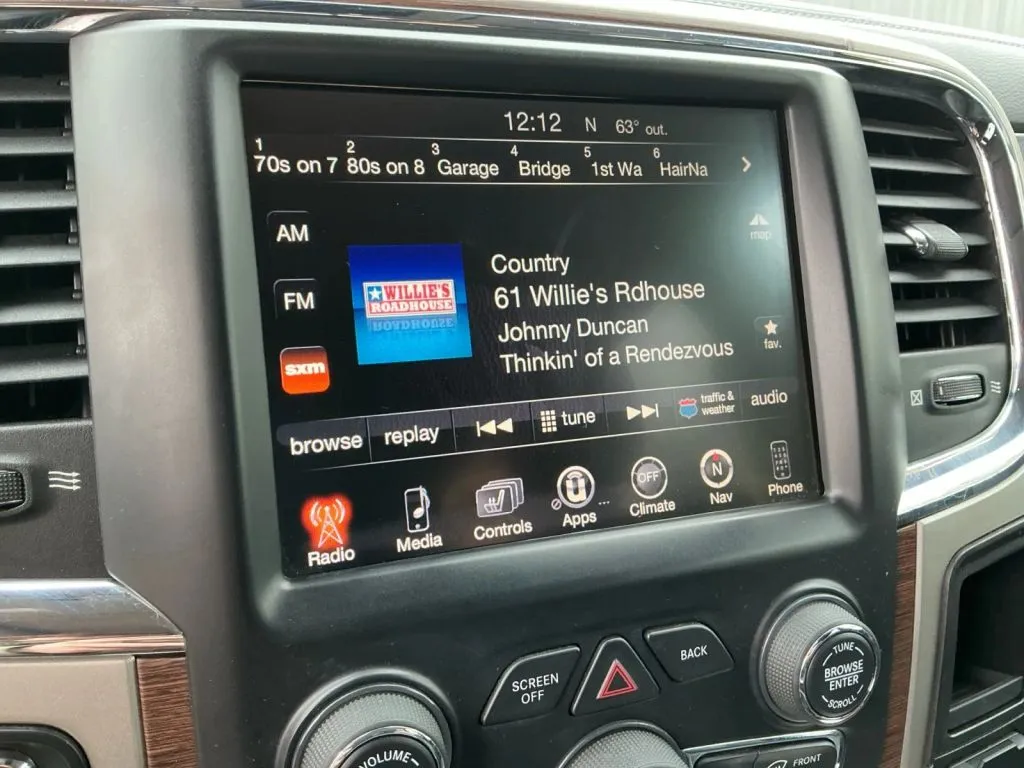 12:12 N 63° out.
1 2 3 4 5 6
70s on 7 80s on 8 Garage Bridge 1st Wa HairNa
AM
map
Country
FM
WILLIE'S
ROADHOUSE
61 Willie's Rdhouse
Johnny Duncan
fav.
sxm
Thinkin' of a Rendezvous
browse replay tune traffic & weather audio
OFF N
Radio Media Controls Apps ... Climate Nav Phone
SCREEN
OFF
BACK
TUNE
BROWSE
ENTER
SCROLL
VOLUME
FRONT